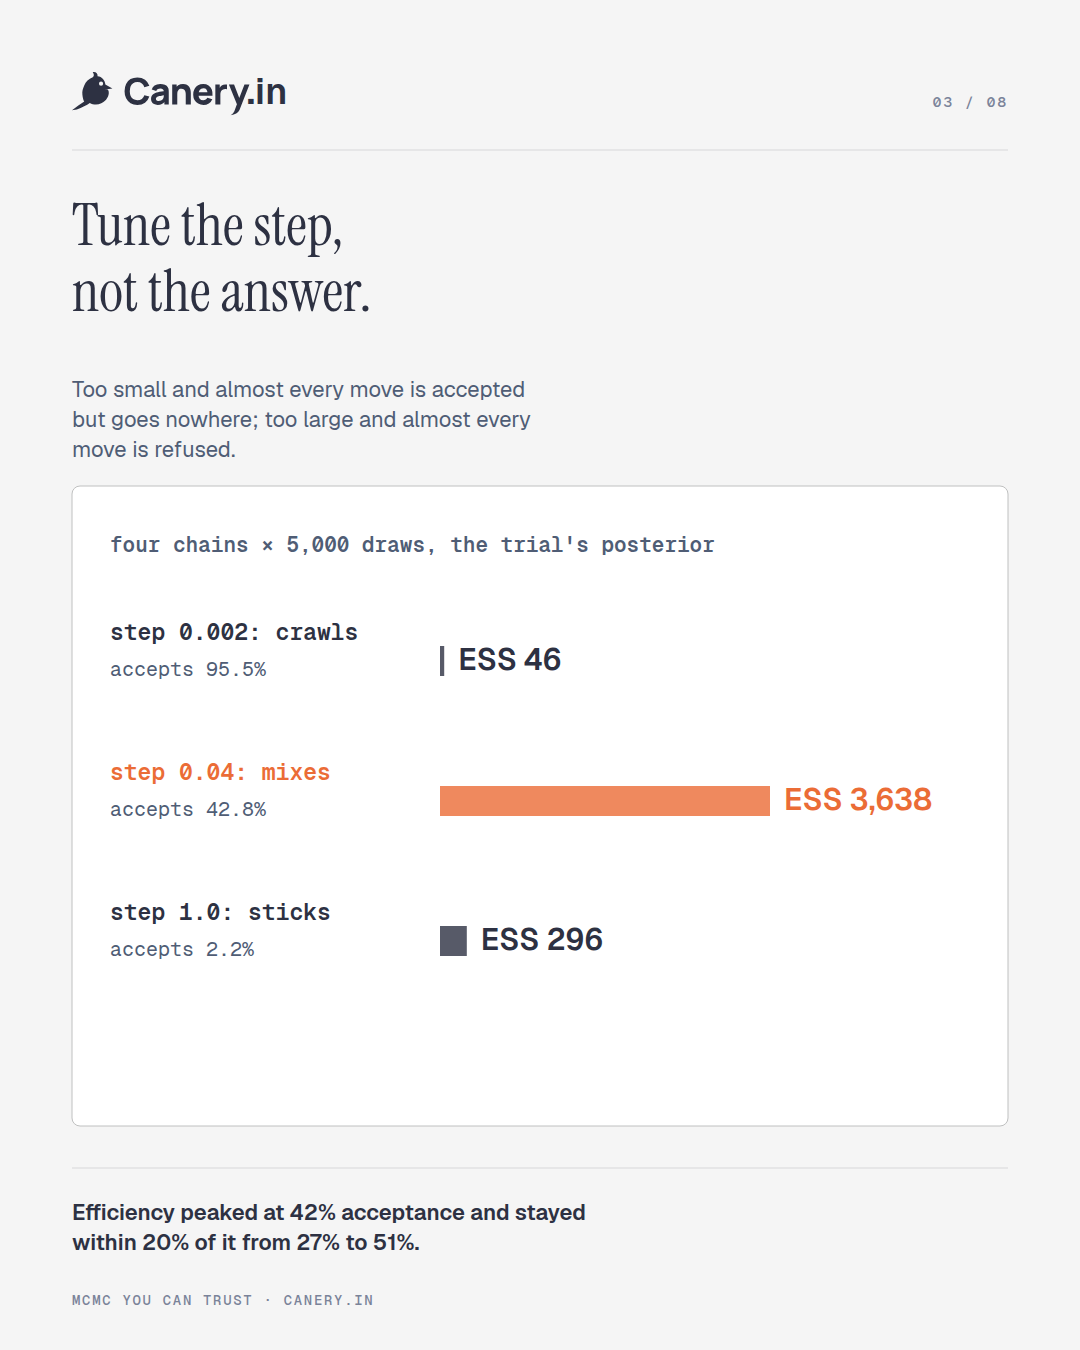 Canery.in
03 / 08
Tune the step,
not the answer.
Too small and almost every move is accepted
but goes nowhere; too large and almost every
move is refused.
four chains × 5,000 draws, the trial's posterior
step 0.002: crawls
accepts 95.5%
ESS 46
step 0.04: mixes
accepts 42.8%
ESS 3,638
step 1.0: sticks
accepts 2.2%
ESS 296
Efficiency peaked at 42% acceptance and stayed
within 20% of it from 27% to 51%.
MCMC YOU CAN TRUST · CANERY.IN